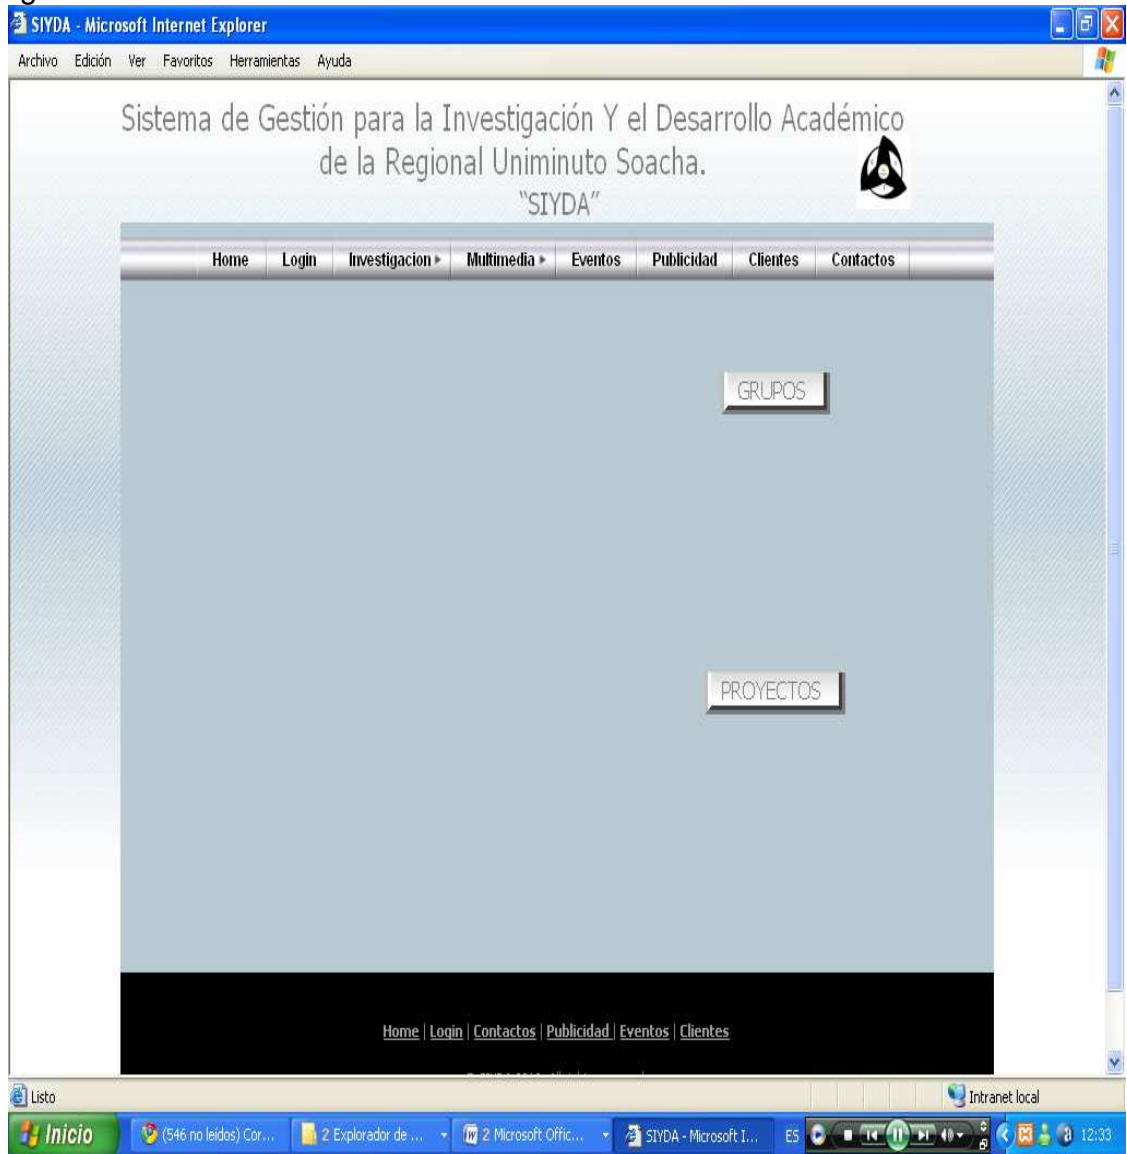 SIYDA - Microsoft Internet Explorer
Archivo Edición Ver Favoritos Herramientas Ayuda
Sistema de Gestión para la Investigación Y el Desarrollo Académico
de la Regional Uniminuto Soacha.
"SIYDA"
Home Login Investigacion Multimedia Eventos Publicidad Clientes Contactos
GRUPOS
PROYECTOS
Home | Login | Contactos | Publicidad | Eventos | Clientes
Listo Intranet local
Inicio (546 no leídos) Cor... 2 Explorador de ... 2 Microsoft Offic... SIYDA - Microsoft I... ES 12:33